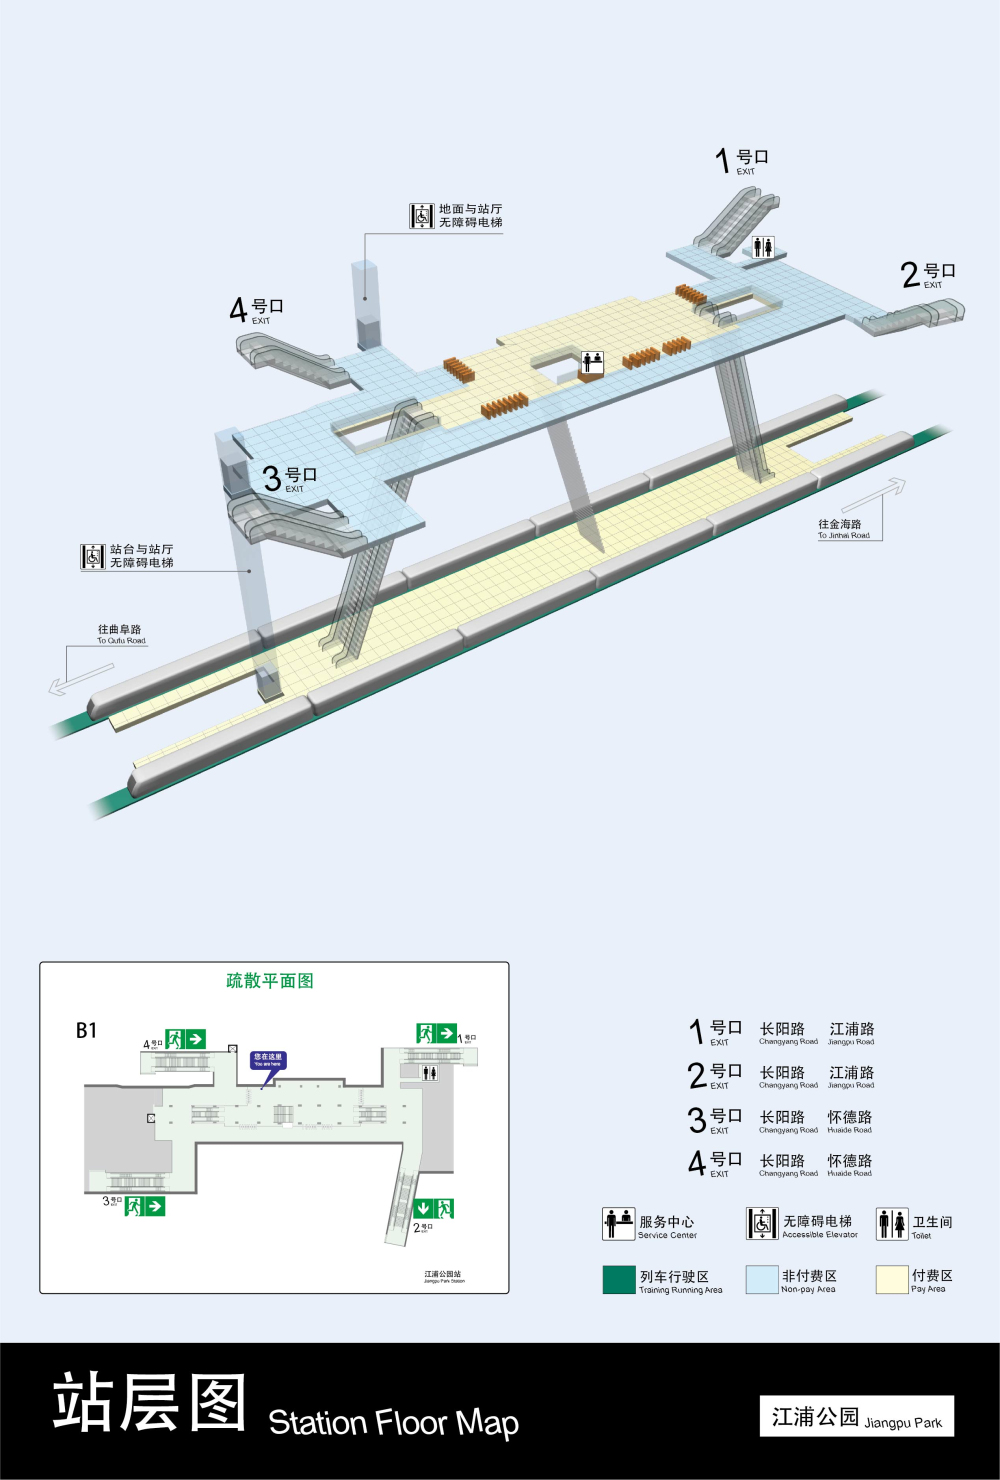 1 号口
EXIT
地面与站厅
无障碍电梯
2 号口
EXIT
4 号口
EXIT
3 号口
EXIT
往金海路
To Jinhai Road
站台与站厅
无障碍电梯
往曲阜路
To Qufu Road
疏散平面图
B1
4 号口
EXIT
1 号口
EXIT
您在这里
You are here
3 号口
EXIT
2 号口
EXIT
江浦公园站
Jiangpu Park Station
1 号口 长阳路 江浦路
EXIT Changyang Road Jiangpu Road
2 号口 长阳路 江浦路
EXIT Changyang Road Jiangpu Road
3 号口 长阳路 怀德路
EXIT Changyang Road Huaide Road
4 号口 长阳路 怀德路
EXIT Changyang Road Huaide Road
服务中心 无障碍电梯 卫生间
Service Center Accessible Elevator Toilet
列车行驶区 非付费区 付费区
Training Running Area Non-pay Area Pay Area
站层图 Station Floor Map
江浦公园 Jiangpu Park